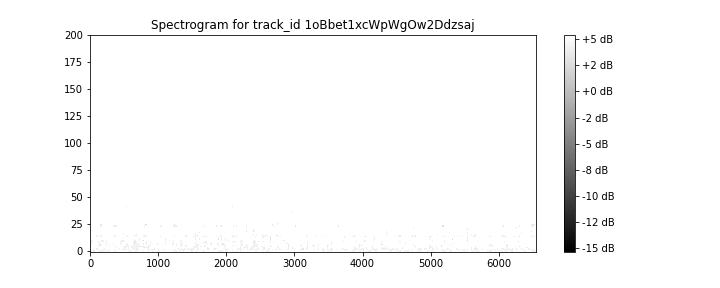 Spectrogram for track_id 1oBbet1xcWpWgOw2Ddzsaj
200
175
150
125
100
75
50
25
0
0 1000 2000 3000 4000 5000 6000
+5 dB
+2 dB
+0 dB
-2 dB
-5 dB
-8 dB
-10 dB
-12 dB
-15 dB